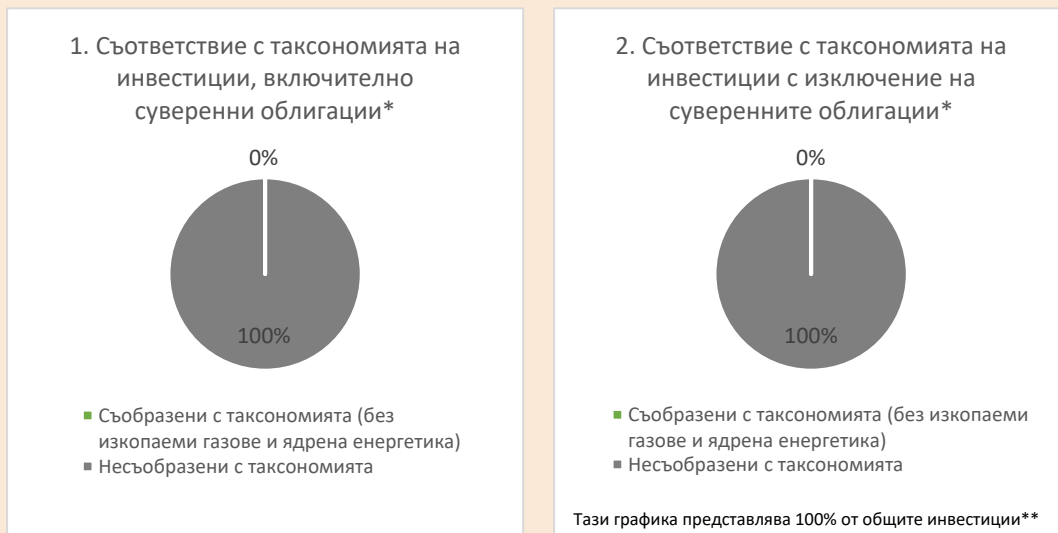 1. Съответствие с таксономията на
инвестиции, включително
суверенни облигации*
0%
100%
Съобразени с таксономията (без
изкопаеми газове и ядрена енергетика)
Несъобразени с таксономията
2. Съответствие с таксономията на
инвестиции с изключение на
суверенните облигации*
0%
100%
Съобразени с таксономията (без изкопаеми
газове и ядрена енергетика)
Несъобразени с таксономията
Тази графика представлява 100% от общите инвестиции**